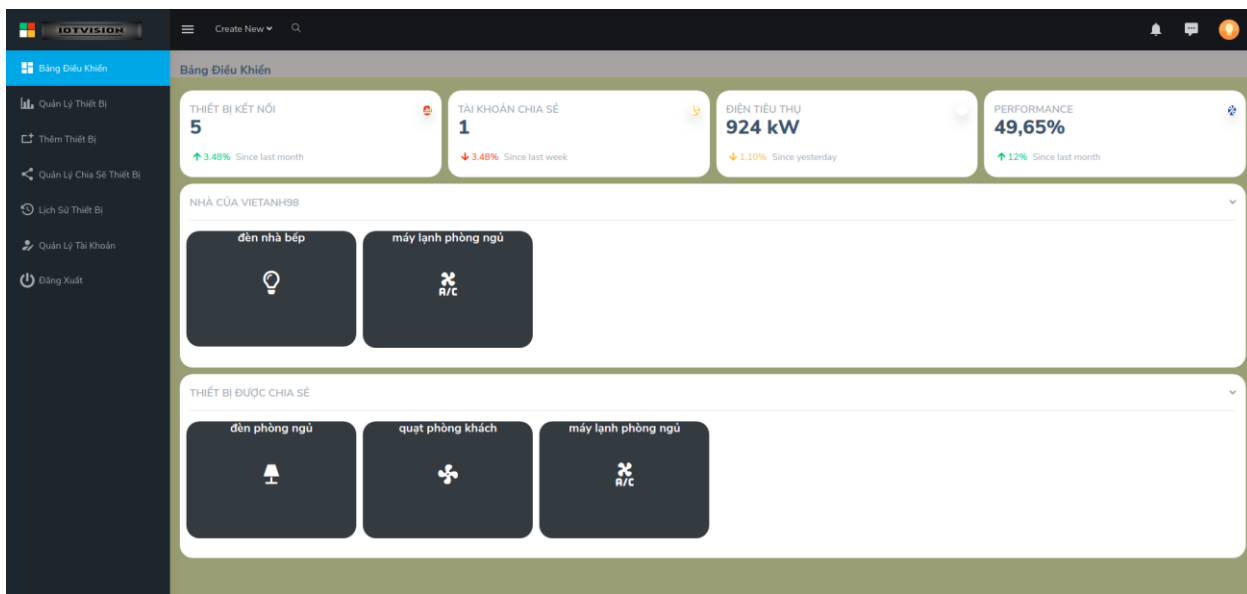 IOTVISION
Create New
Bảng Điều Khiển
Quản Lý Thiết Bị
Thêm Thiết Bị
Quản Lý Chia Sẻ Thiết Bị
Lịch Sử Thiết Bị
Quản Lý Tài Khoản
Đăng Xuất
Bảng Điều Khiển
THIẾT BỊ KẾT NỐI
5
3.48% Since last month
TÀI KHOẢN CHIA SẺ
1
3.48% Since last week
ĐIỆN TIÊU THỤ
924 kW
1.10% Since yesterday
PERFORMANCE
49,65%
12% Since last month
NHÀ CỦA VIETANH98
đèn nhà bếp
máy lạnh phòng ngủ
A/C
THIẾT BỊ ĐƯỢC CHIA SẺ
đèn phòng ngủ
quạt phòng khách
máy lạnh phòng ngủ
A/C